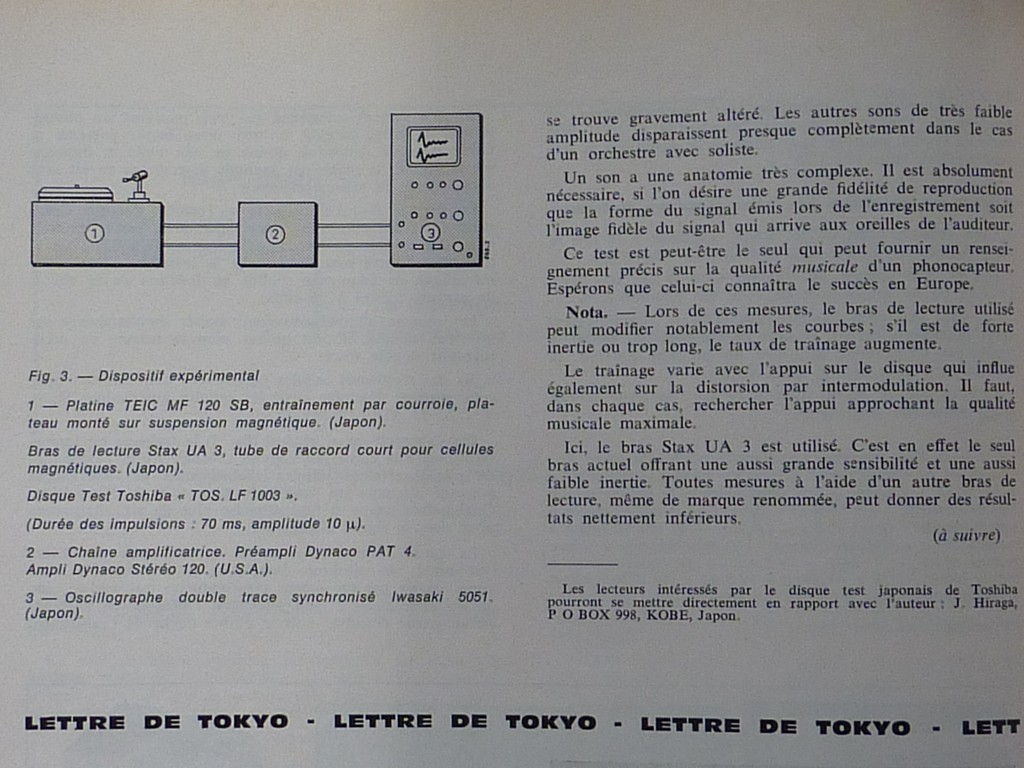 1
2
3
Fig. 3. — Dispositif expérimental
1 — Platine TEIC MF 120 SB, entraînement par courroie, pla-
teau monté sur suspension magnétique. (Japon).
Bras de lecture Stax UA 3, tube de raccord court pour cellules
magnétiques. (Japon).
Disque Test Toshiba « TOS. LF 1003 ».
(Durée des impulsions : 70 ms, amplitude 10 μ).
2 — Chaîne amplificatrice. Préampli Dynaco PAT 4.
Ampli Dynaco Stéréo 120. (U.S.A.).
3 — Oscillographe double trace synchronisé Iwasaki 5051.
(Japon).
se trouve gravement altéré. Les autres sons de très faible
amplitude disparaissent presque complètement dans le cas
d'un orchestre avec soliste.
Un son a une anatomie très complexe. Il est absolument
nécessaire, si l'on désire une grande fidélité de reproduction
que la forme du signal émis lors de l'enregistrement soit
l'image fidèle du signal qui arrive aux oreilles de l'auditeur.
Ce test est peut-être le seul qui peut fournir un rensei-
gnement précis sur la qualité musicale d'un phonocapteur.
Espérons que celui-ci connaîtra le succès en Europe.
Nota. — Lors de ces mesures, le bras de lecture utilisé
peut modifier notablement les courbes ; s'il est de forte
inertie ou trop long, le taux de traînage augmente.
Le traînage varie avec l'appui sur le disque qui influe
également sur la distorsion par intermodulation. Il faut,
dans chaque cas, rechercher l'appui approchant la qualité
musicale maximale.
Ici, le bras Stax UA 3 est utilisé. C'est en effet le seul
bras actuel offrant une aussi grande sensibilité et une aussi
faible inertie. Toutes mesures à l'aide d'un autre bras de
lecture, même de marque renommée, peut donner des résul-
tats nettement inférieurs.
(à suivre)
Les lecteurs intéressés par le disque test japonais de Toshiba
pourront se mettre directement en rapport avec l'auteur : J. Hiraga,
P O BOX 998, KOBE, Japon.
LETTRE DE TOKYO - LETTRE DE TOKYO - LETTRE DE TOKYO - LETT